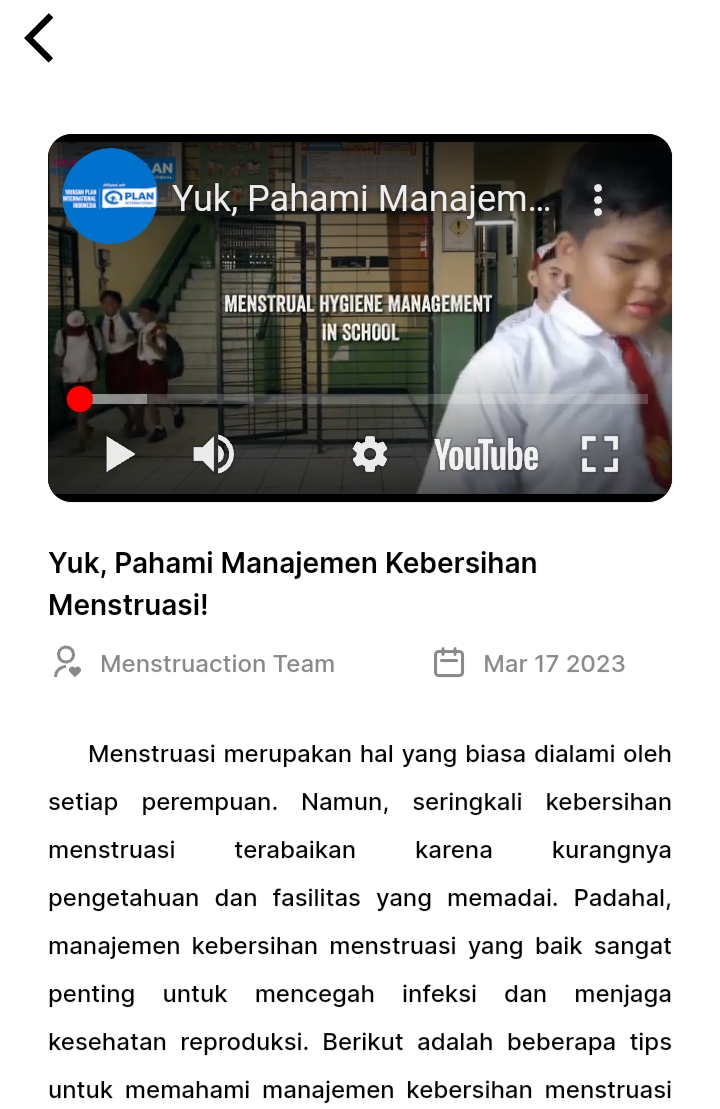 YAYASAN PLAN
INTERNATIONAL
INDONESIA
PLAN
INTERNATIONAL
AN
Yuk, Pahami Manajem...
MENSTRUAL HYGIENE MANAGEMENT
IN SCHOOL
YouTube
Yuk, Pahami Manajemen Kebersihan
Menstruasi!
Menstruaction Team
Mar 17 2023
Menstruasi merupakan hal yang biasa dialami oleh
setiap perempuan. Namun, seringkali kebersihan
menstruasi terabaikan karena kurangnya
pengetahuan dan fasilitas yang memadai. Padahal,
manajemen kebersihan menstruasi yang baik sangat
penting untuk mencegah infeksi dan menjaga
kesehatan reproduksi. Berikut adalah beberapa tips
untuk memahami manajemen kebersihan menstruasi